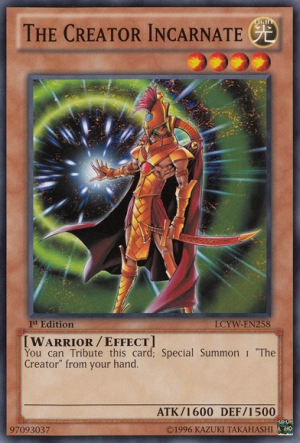 THE CREATOR INCARNATE
光
1st Edition
LCYW-EN258
[WARRIOR/EFFECT]
You can Tribute this card; Special Summon 1 "The
Creator" from your hand.
ATK/1600 DEF/1500
97093037
©1996 KAZUKI TAKAHASHI